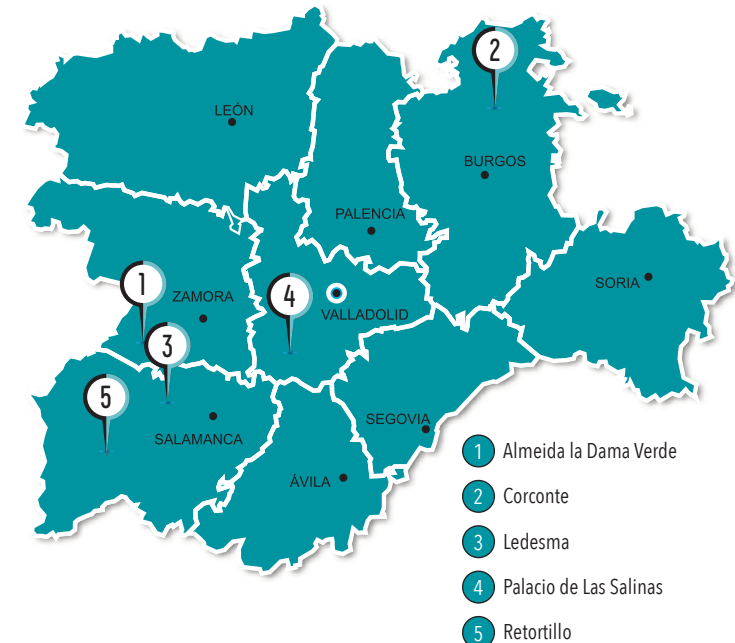 2
LEÓN
BURGOS
PALENCIA
1
ZAMORA
4
SORIA
VALLADOLID
3
5
SALAMANCA
SEGOVIA
ÁVILA
1 Almeida la Dama Verde
2 Corconte
3 Ledesma
4 Palacio de Las Salinas
5 Retortillo